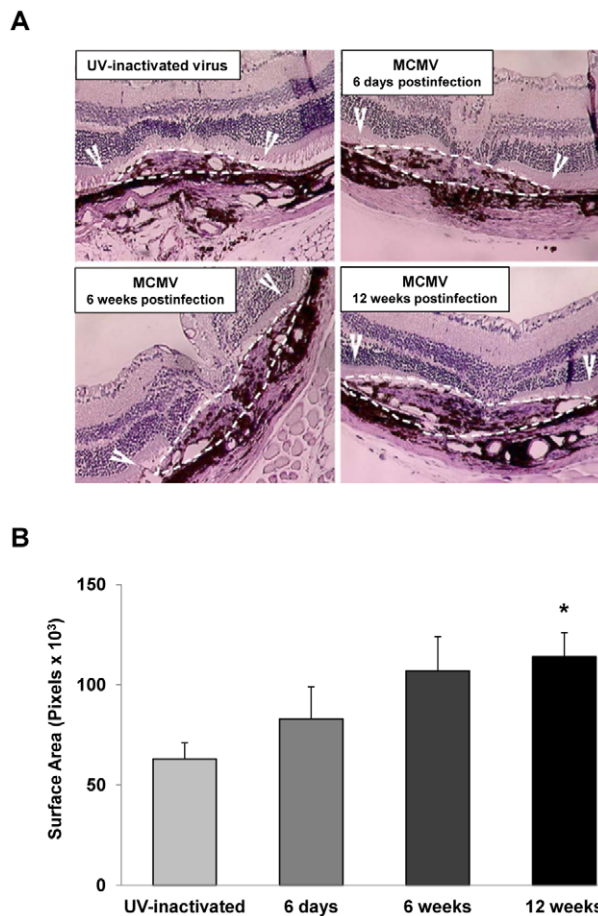 A
UV-inactivated virus
MCMV
6 days postinfection
MCMV
6 weeks postinfection
MCMV
12 weeks postinfection
B
Surface Area (Pixels x 10³)
150
100
50
0
*
UV-inactivated
6 days
6 weeks
12 weeks